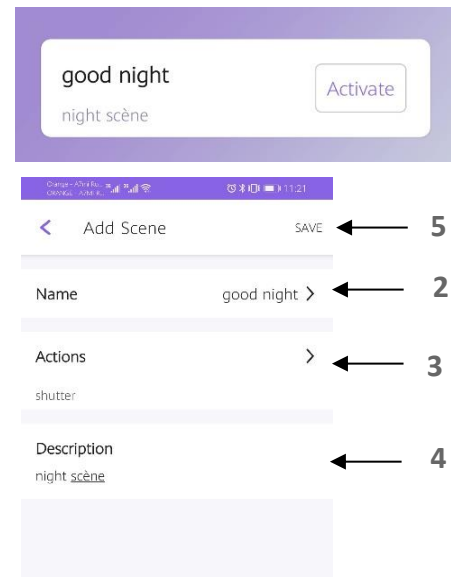 good night
Activate
night scène
11:21
Add Scene
SAVE
5
Name
good night
2
Actions
3
shutter
Description
4
night scène